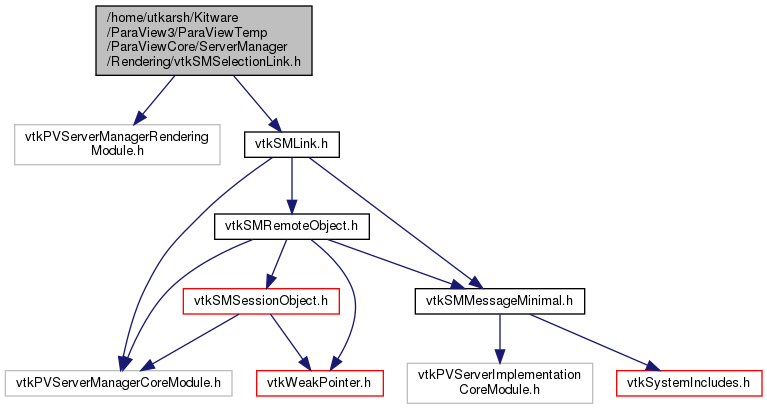 /home/utkarsh/Kitware
/ParaView3/ParaViewTemp
/ParaViewCore/ServerManager
/Rendering/vtkSMSelectionLink.h
vtkPVServerManagerRendering
Module.h
vtkSMLink.h
vtkSMRemoteObject.h
vtkSMSessionObject.h
vtkSMMessageMinimal.h
vtkPVServerManagerCoreModule.h
vtkWeakPointer.h
vtkPVServerImplementation
CoreModule.h
vtkSystemIncludes.h